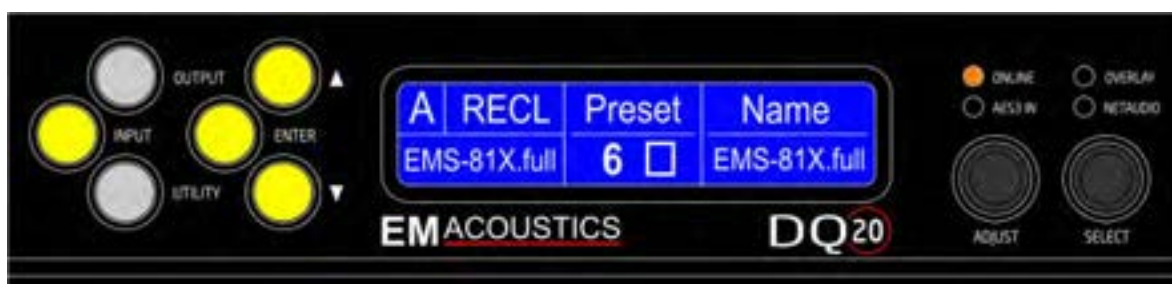 OUTPUT
INPUT
ENTER
UTILITY
A RECL Preset Name
EMS-81X.full 6 EMS-81X.full
EM ACOUSTICS
DQ20
ONLINE OVERLAY
AES3 IN NETAUDIO
ADJUST SELECT